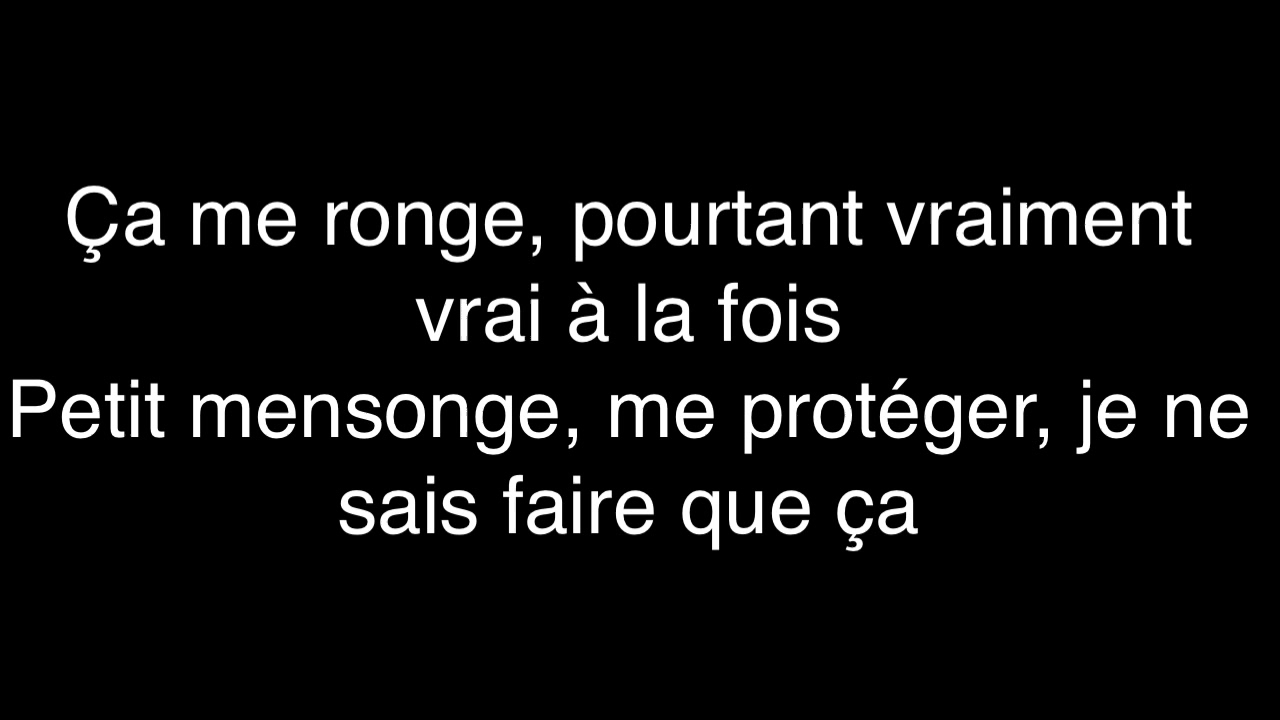 Ça me ronge, pourtant vraiment
vrai à la fois
Petit mensonge, me protéger, je ne
sais faire que ça